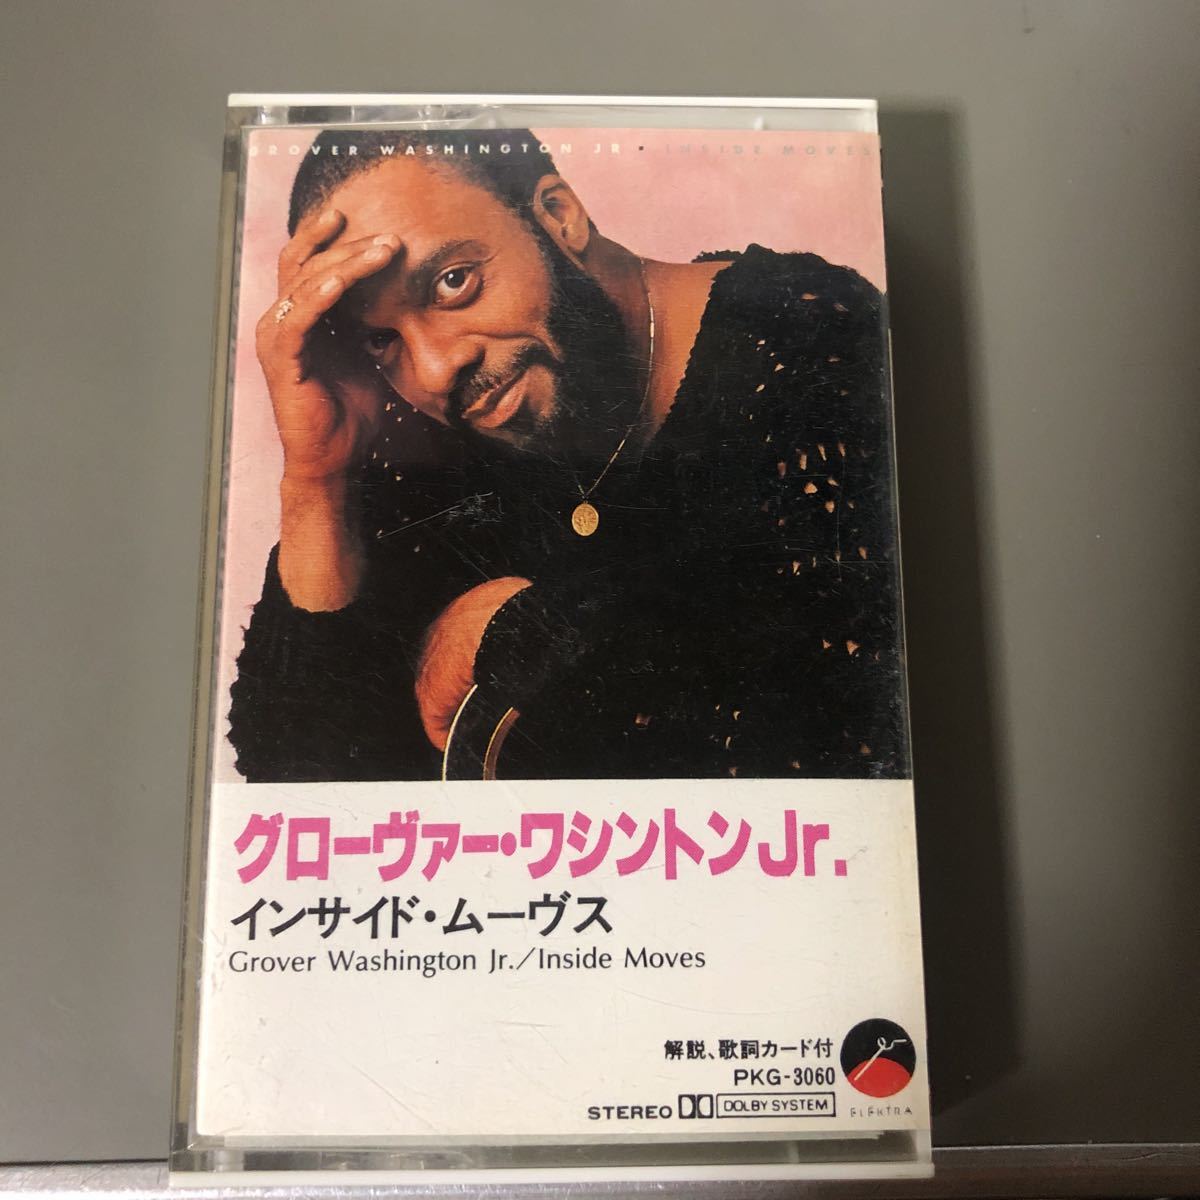 GROVER WASHINGTON JR • INSIDE MOVES
グローヴァー・ワシントンJr.
インサイド・ムーヴス
Grover Washington Jr./Inside Moves
解説、歌詞カード付
PKG-3060
STEREO DOLBY SYSTEM
ELEKTRA